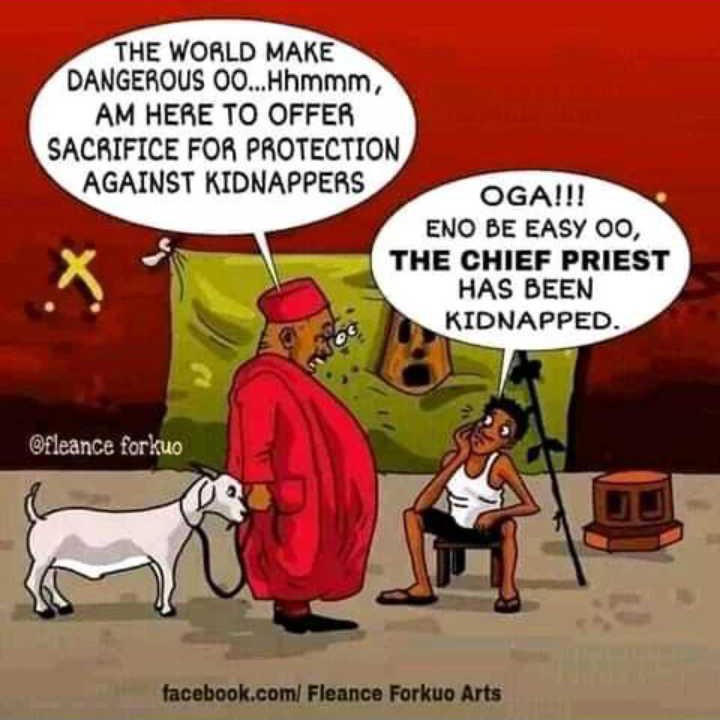 THE WORLD MAKE
DANGEROUS OO...Hhmmm,
AM HERE TO OFFER
SACRIFICE FOR PROTECTION
AGAINST KIDNAPPERS
OGA!!!
ENO BE EASY OO,
THE CHIEF PRIEST
HAS BEEN
KIDNAPPED.
@fleance forkuo
facebook.com/ Fleance Forkuo Arts